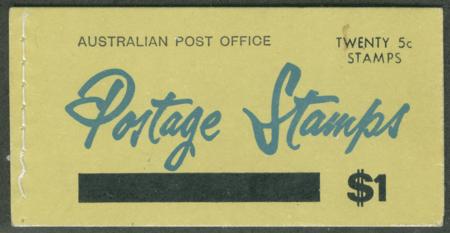 AUSTRALIAN POST OFFICE
TWENTY 5c
STAMPS
Postage Stamps
$1